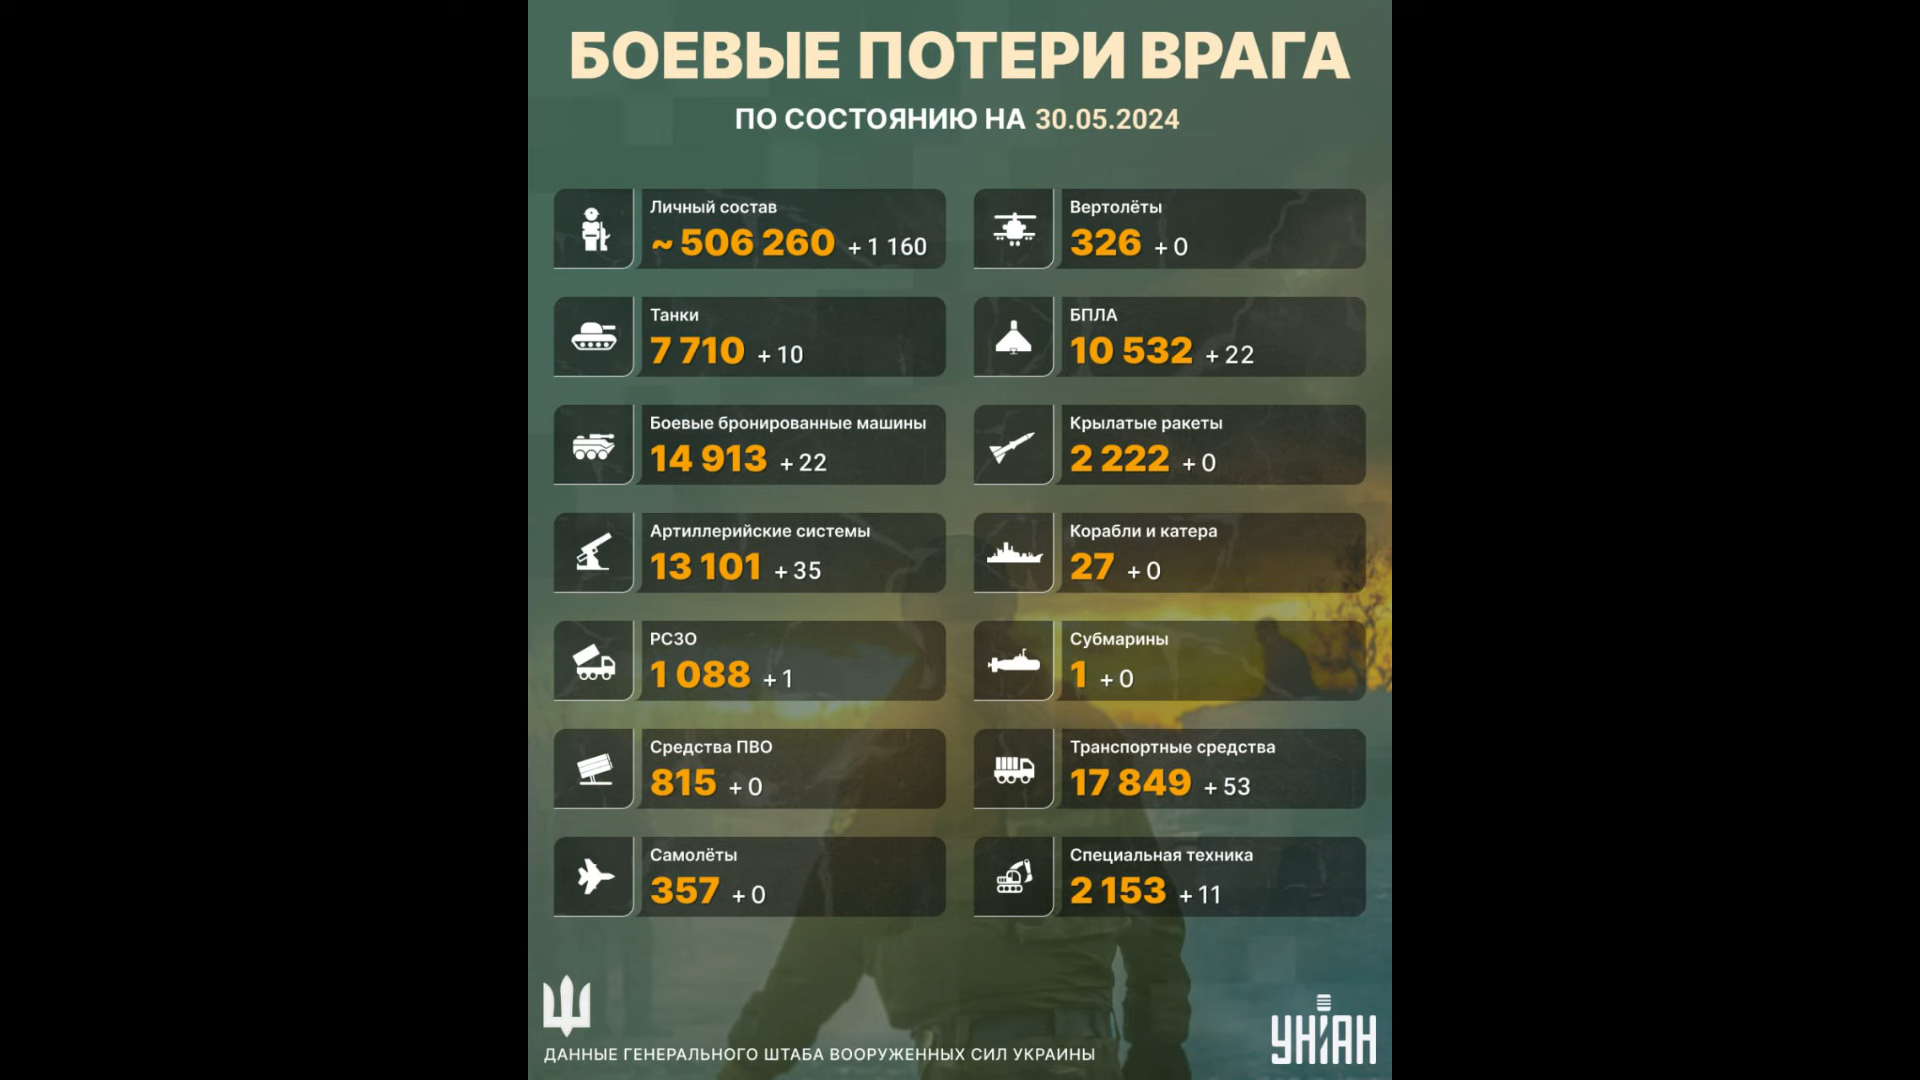 БОЕВЫЕ ПОТЕРИ ВРАГА
ПО СОСТОЯНИЮ НА 30.05.2024
Личный состав
~ 506 260 + 1 160
Танки
7 710 + 10
Боевые бронированные машины
14 913 + 22
Артиллерийские системы
13 101 + 35
РСЗО
1 088 + 1
Средства ПВО
815 + 0
Самолёты
357 + 0
Вертолёты
326 + 0
БПЛА
10 532 + 22
Крылатые ракеты
2 222 + 0
Корабли и катера
27 + 0
Субмарины
1 + 0
Транспортные средства
17 849 + 53
Специальная техника
2 153 + 11
ДАННЫЕ ГЕНЕРАЛЬНОГО ШТАБА ВООРУЖЕННЫХ СИЛ УКРАИНЫ
УНІАН